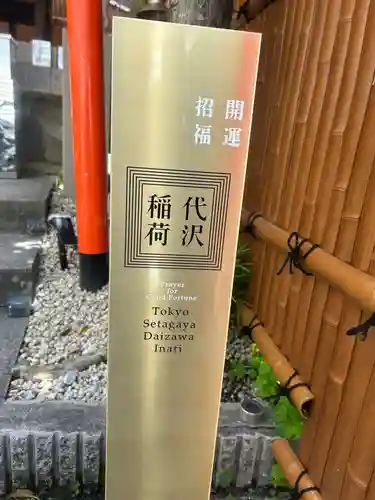 開運
招福
代沢
稲荷
Prayer
for
Good Fortune
Tokyo
Setagaya
Daizawa
Inari